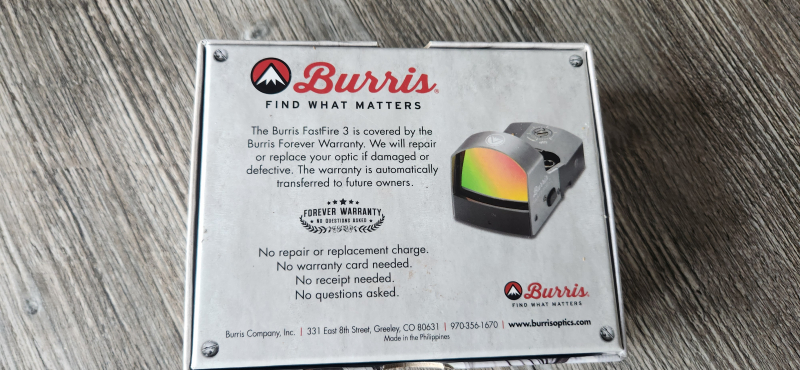 Burris®
FIND WHAT MATTERS
The Burris FastFire 3 is covered by the
Burris Forever Warranty. We will repair
or replace your optic if damaged or
defective. The warranty is automatically
transferred to future owners.
FOREVER WARRANTY
NO QUESTIONS ASKED
No repair or replacement charge.
No warranty card needed.
No receipt needed.
No questions asked.
Burris
Burris®
FIND WHAT MATTERS
Burris Company, Inc. | 331 East 8th Street, Greeley, CO 80631 | 970-356-1670 | www.burrisoptics.com
Made in the Philippines